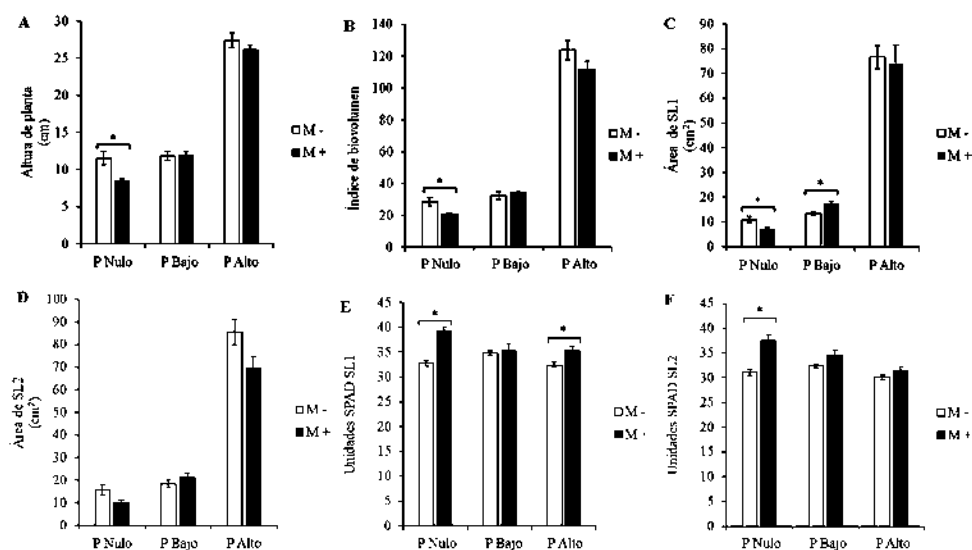 A
Altura de planta
(cm)
30
25
20
15
10
5
0
*
P Nulo P Bajo P Alto
M -
M +
B
Índice de biovolumen
140
120
100
80
60
40
20
0
*
P Nulo P Bajo P Alto
M -
M +
C
Área de SL1
(cm²)
90
80
70
60
50
40
30
20
10
0
*
*
P Nulo P Bajo P Alto
M -
M +
D
Área de SL2
(cm²)
100
90
80
70
60
50
40
30
20
10
0
P Nulo P Bajo P Alto
M -
M +
E
Unidades SPAD SL1
45
40
35
30
25
20
15
10
5
0
*
*
P Nulo P Bajo P Alto
M -
M +
F
Unidades SPAD SL2
45
40
35
30
25
20
15
10
5
0
*
P Nulo P Bajo P Alto
M -
M +